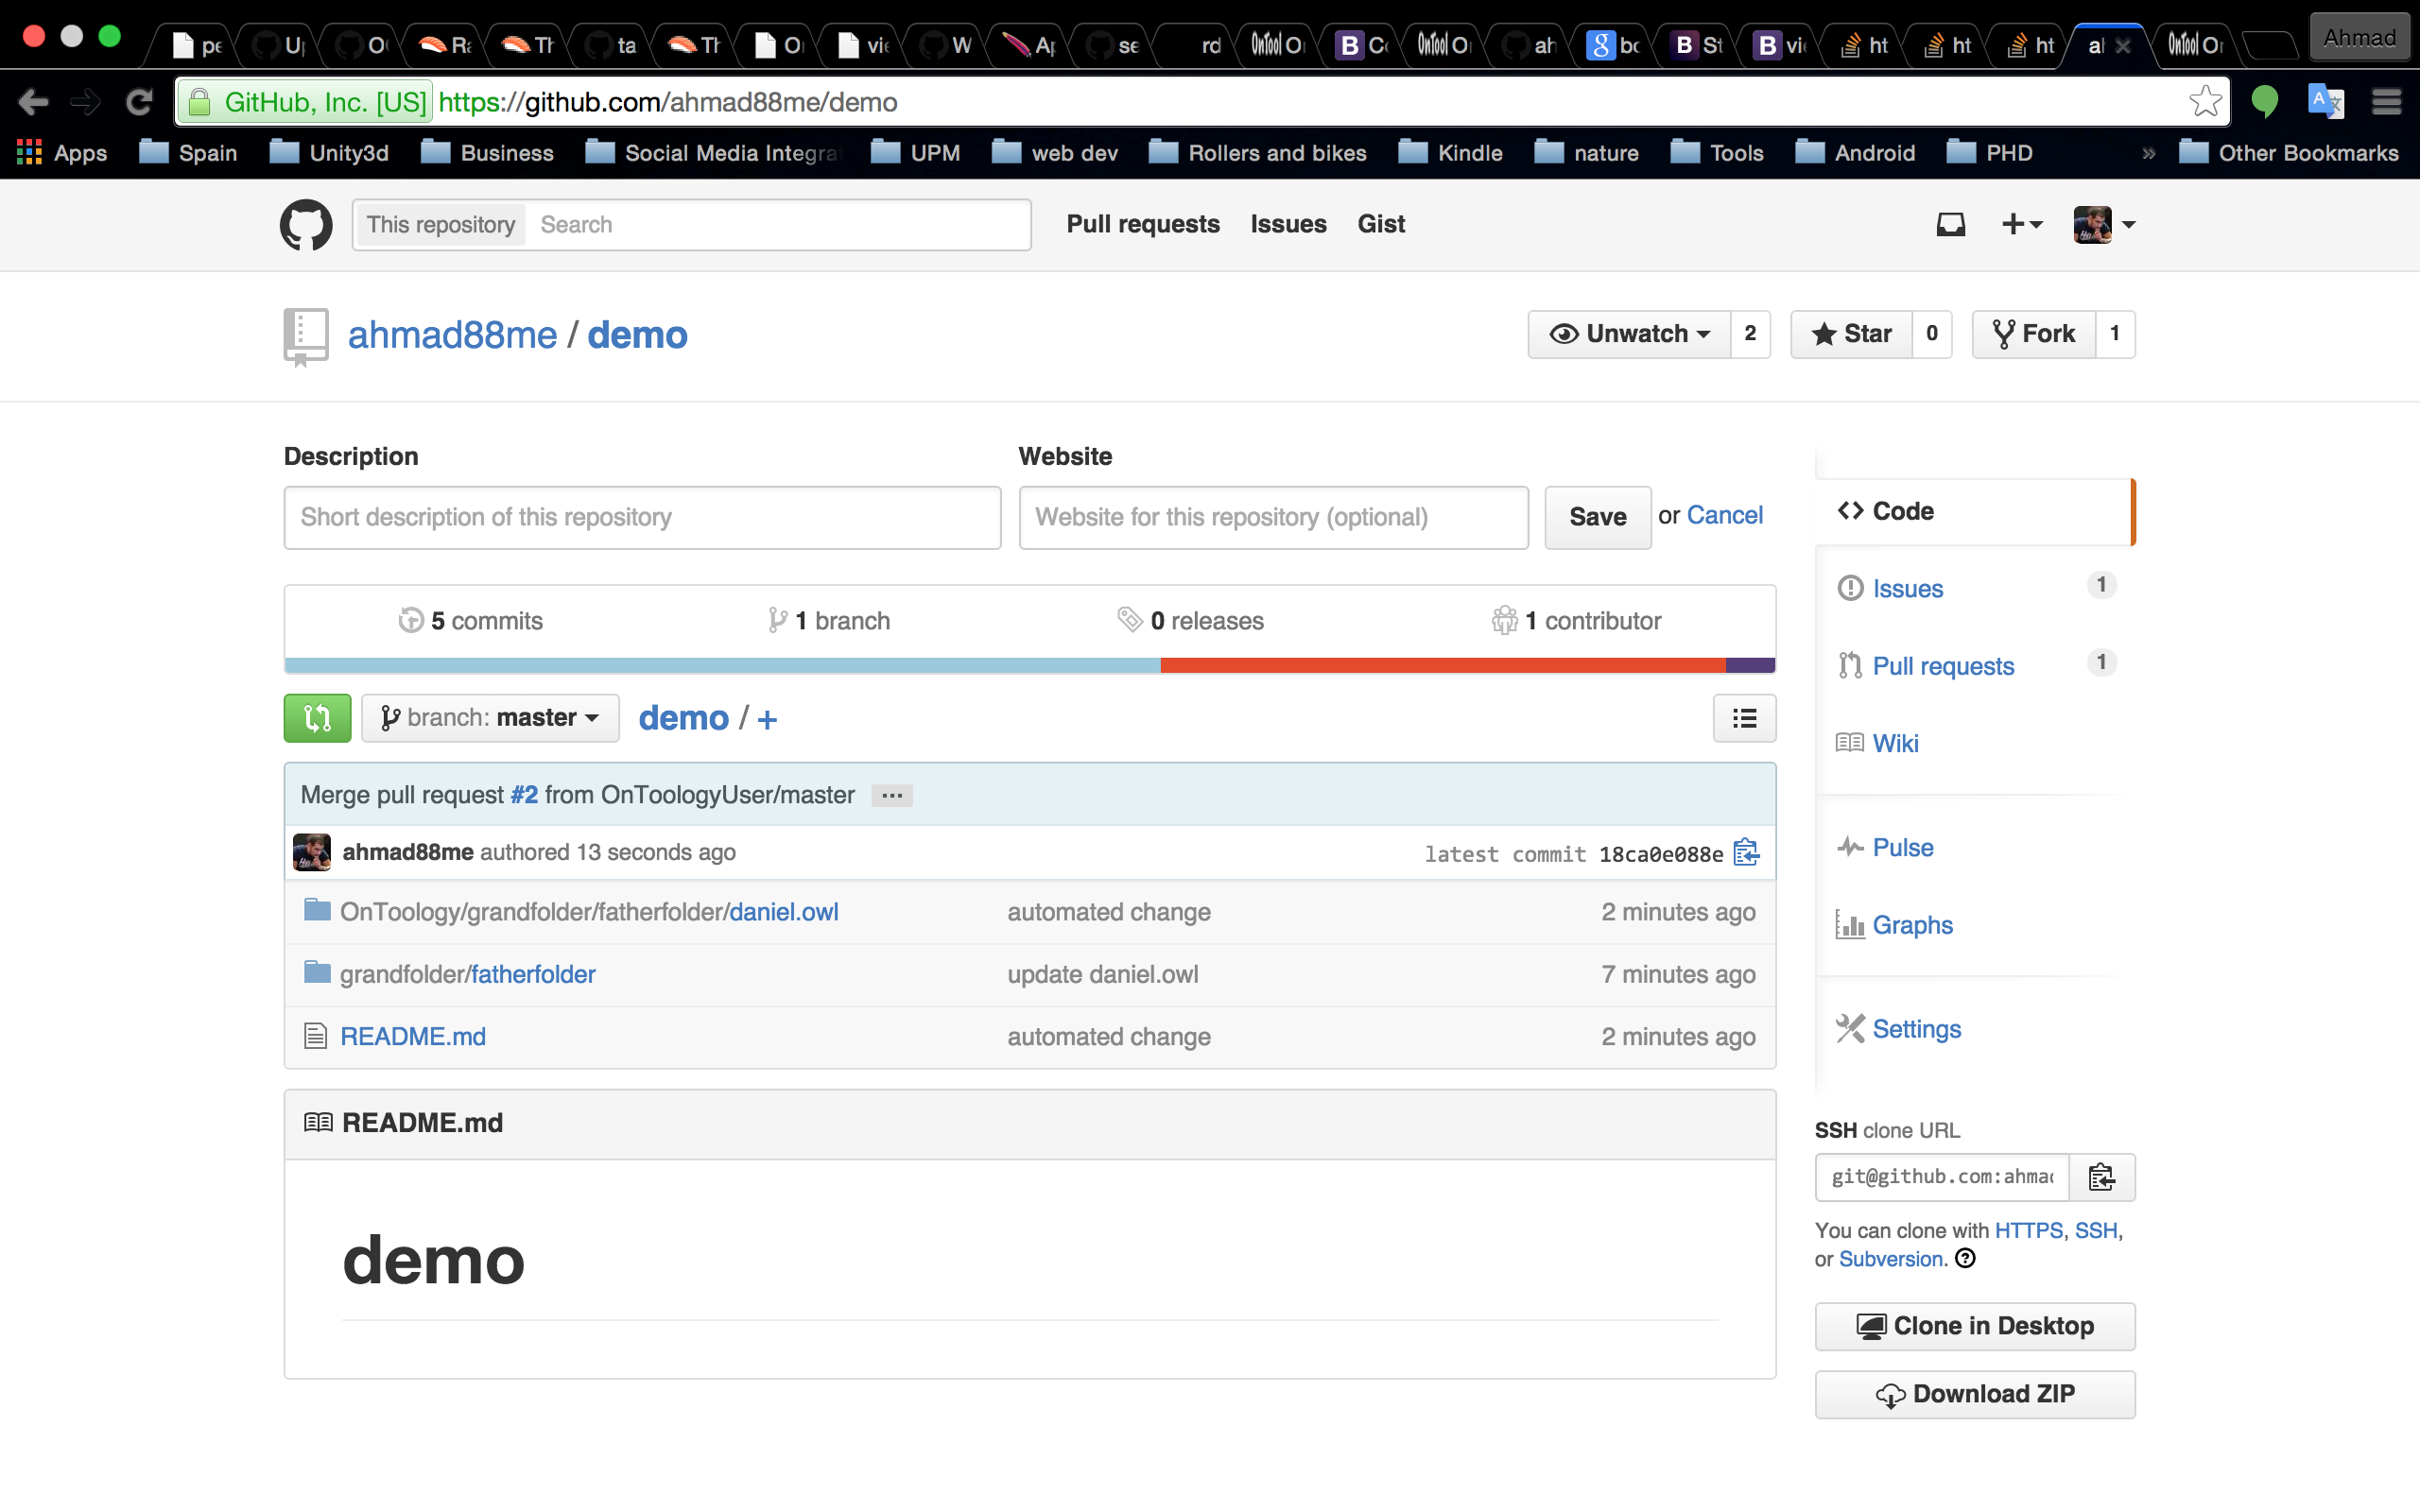 pe U O Ra Th ta Th O vie W Ap se rd OnTool O B C OnTool O ah g bo B St B vi ht ht ht al OnTool O Ahmad
GitHub, Inc. [US] https://github.com/ahmad88me/demo
Apps Spain Unity3d Business Social Media Integra UPM web dev Rollers and bikes Kindle nature Tools Android PHD » Other Bookmarks
This repository Search Pull requests Issues Gist
ahmad88me / demo Unwatch 2 Star 0 Fork 1
Description Website
Short description of this repository Website for this repository (optional) Save or Cancel
5 commits 1 branch 0 releases 1 contributor
branch: master demo / +
Merge pull request #2 from OnToologyUser/master ...
ahmad88me authored 13 seconds ago latest commit 18ca0e088e
OnToology/grandfolder/fatherfolder/daniel.owl automated change 2 minutes ago
grandfolder/fatherfolder update daniel.owl 7 minutes ago
README.md automated change 2 minutes ago
README.md
demo
Code
Issues 1
Pull requests 1
Wiki
Pulse
Graphs
Settings
SSH clone URL
git@github.com:ahma
You can clone with HTTPS, SSH,
or Subversion.
Clone in Desktop
Download ZIP